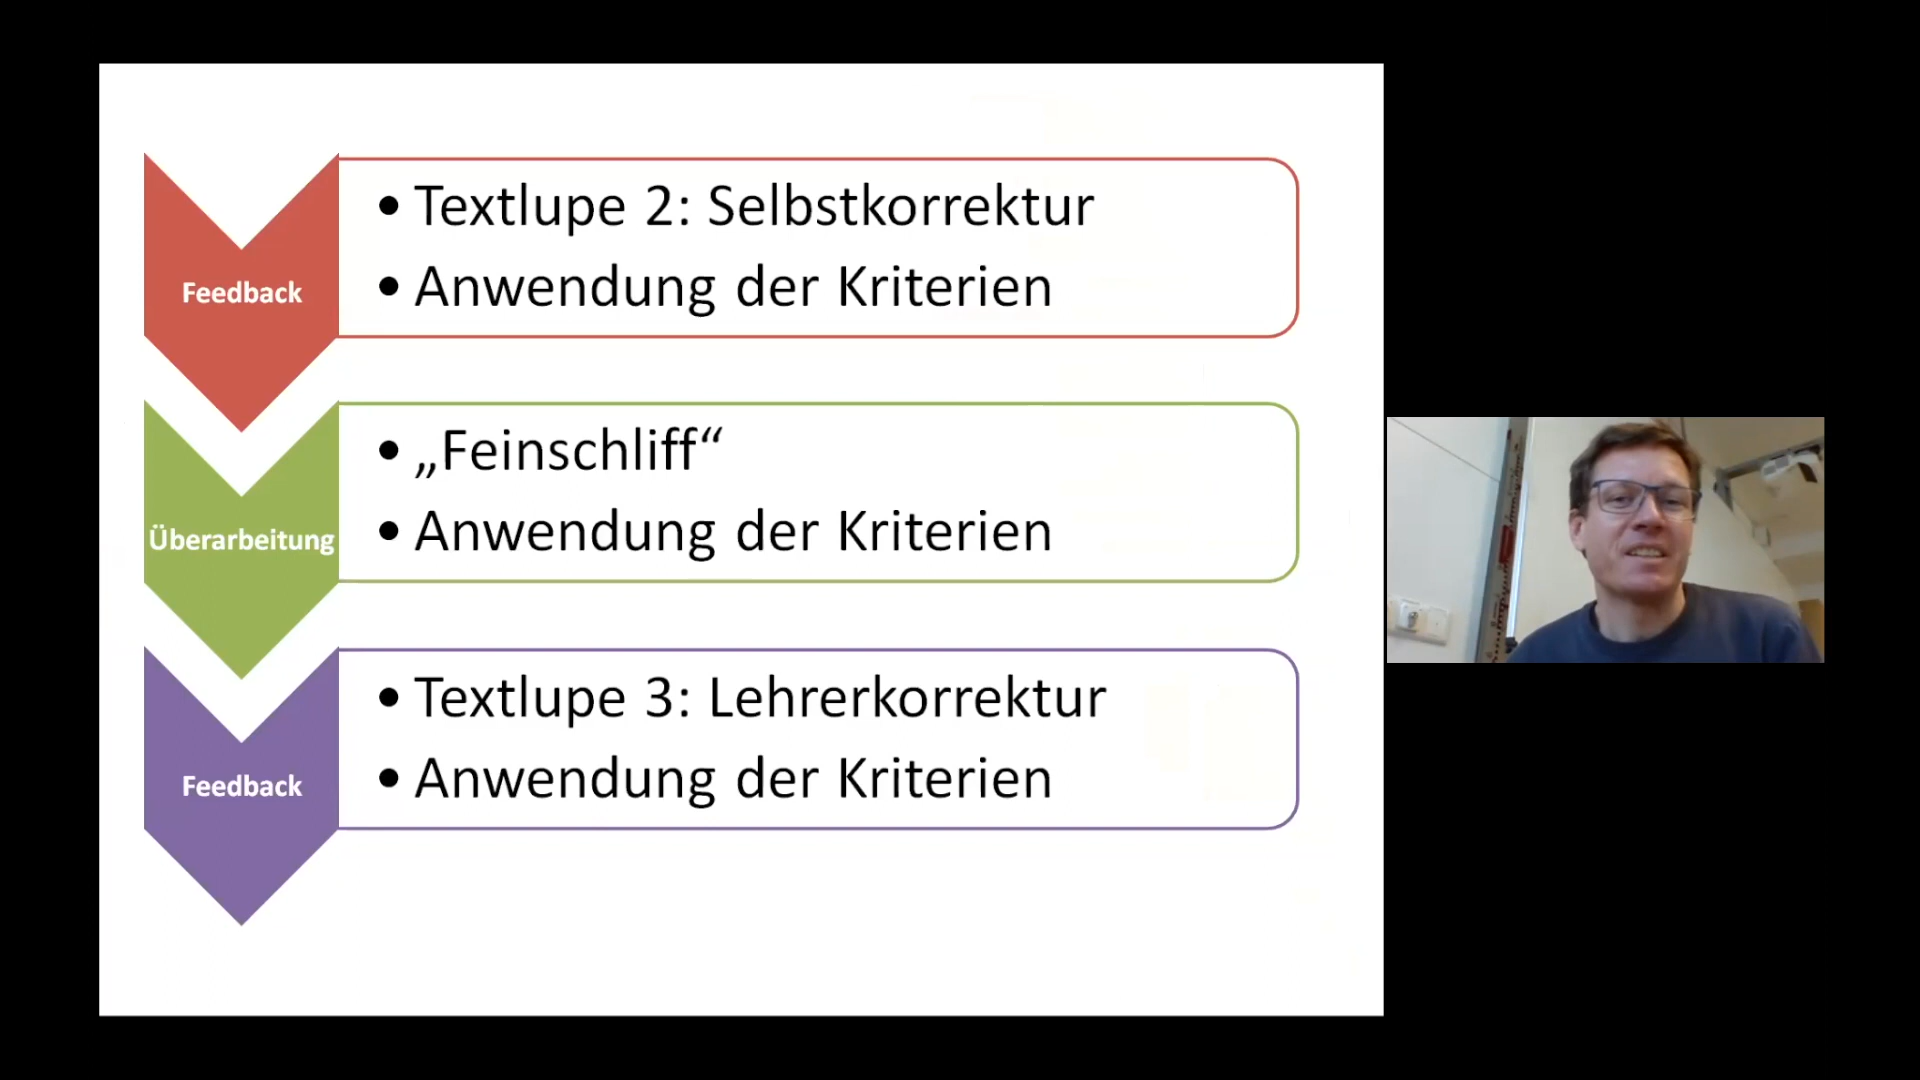 Feedback
• Textlupe 2: Selbstkorrektur
• Anwendung der Kriterien
Überarbeitung
• „Feinschliff“
• Anwendung der Kriterien
Feedback
• Textlupe 3: Lehrerkorrektur
• Anwendung der Kriterien